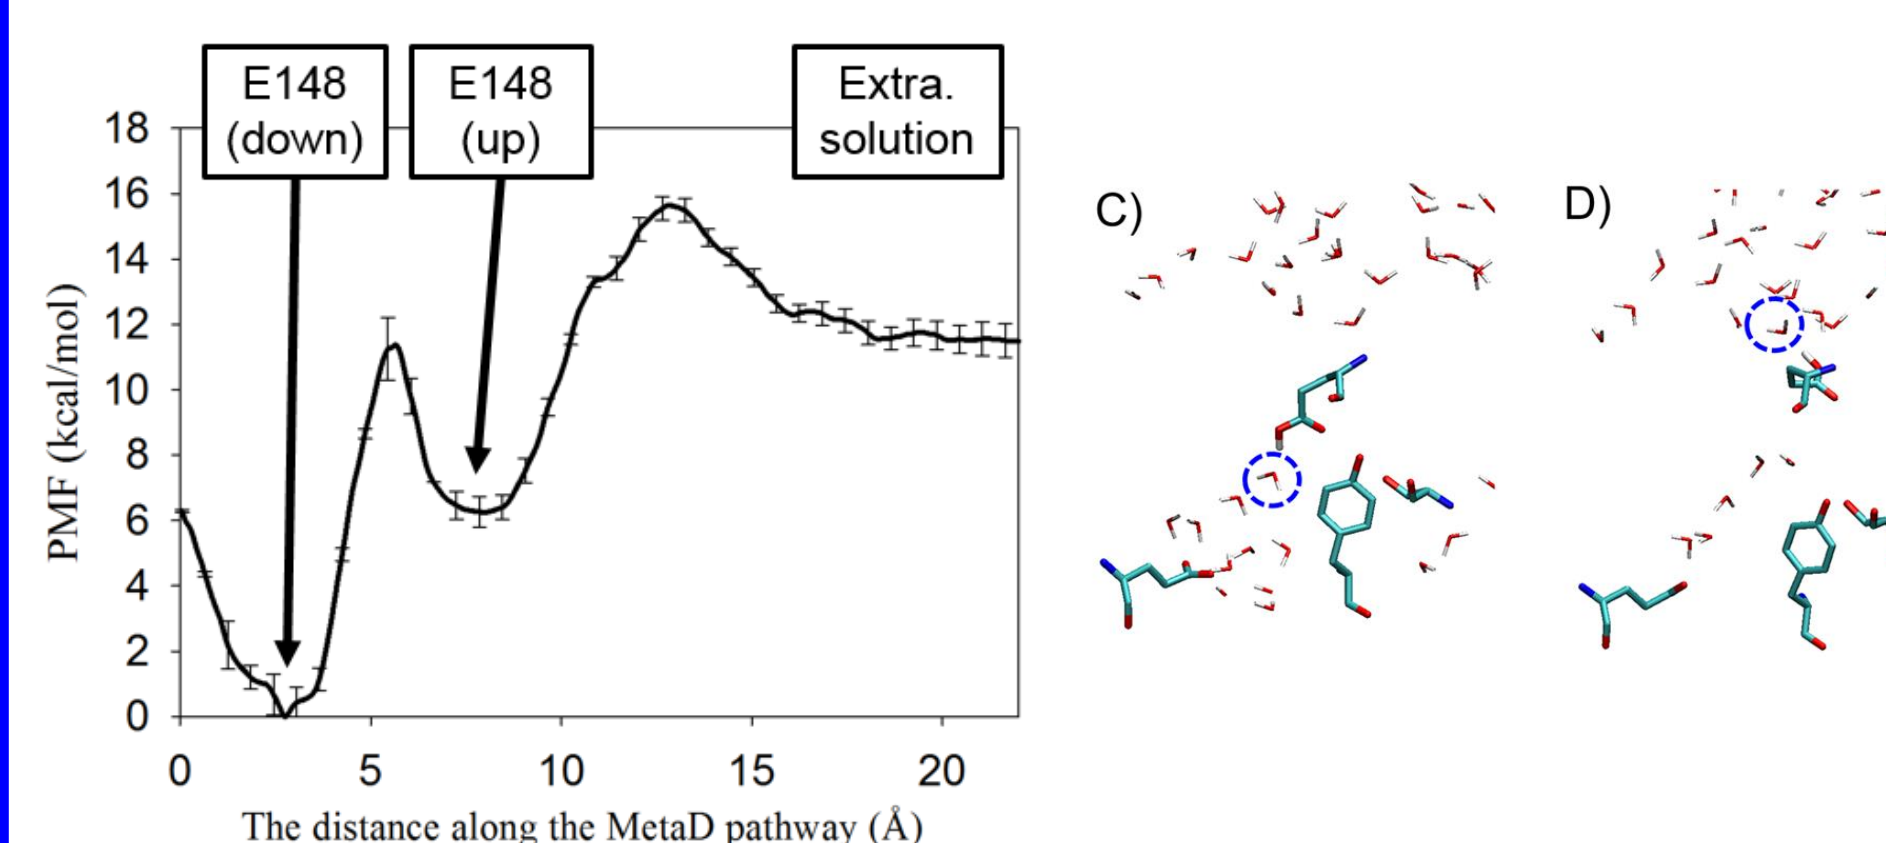 E148
(down)
E148
(up)
Extra.
solution
18
16
14
12
10
8
6
4
2
0
PMF (kcal/mol)
0
5
10
15
20
The distance along the MetaD pathway (Å)
C)
D)